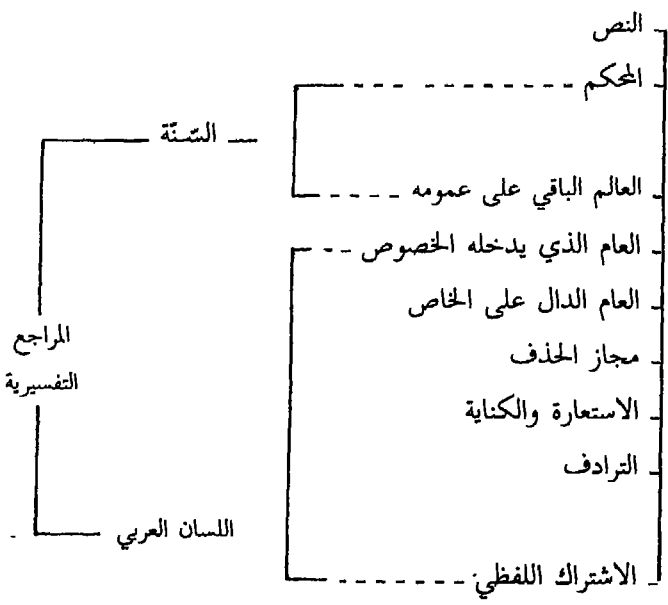 النص
المحكم
السّنّة
العالم الباقي على عمومه
العام الذي يدخله الخصوص
العام الدال على الخاص
المراجع
مجاز الحذف
التفسيرية
الاستعارة والكناية
الترادف
اللسان العربي
الاشتراك اللفظي